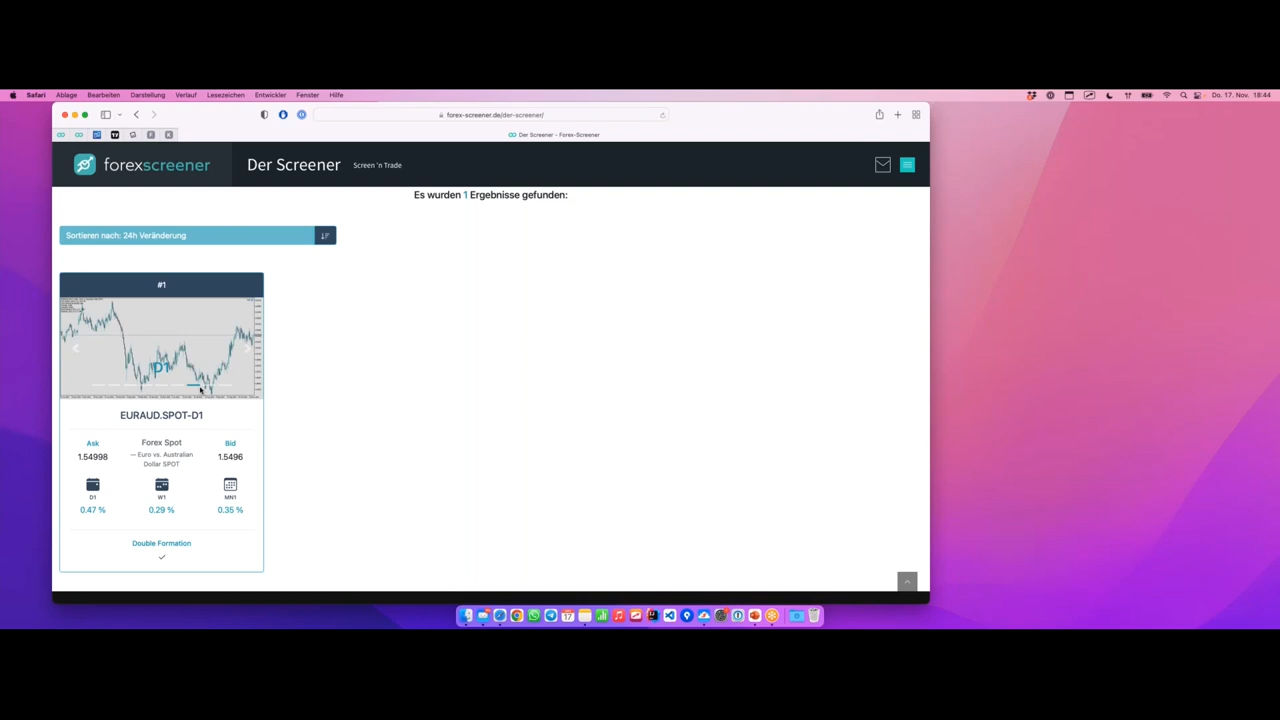 Safari Ablage Bearbeiten Darstellung Verlauf Lesezeichen Entwickler Fenster Hilfe Do. 17. Nov. 18:44
forex-screener.de/der-screener/
Der Screener - Forex-Screener
forexscreener Der Screener Screen 'n Trade
Es wurden 1 Ergebnisse gefunden:
Sortieren nach: 24h Veränderung
#1
D1
EURAUD.SPOT-D1
Ask Forex Spot Bid
1.54998 — Euro vs. Australian 1.5496
Dollar SPOT
D1 W1 MN1
0.47 % 0.29 % 0.35 %
Double Formation